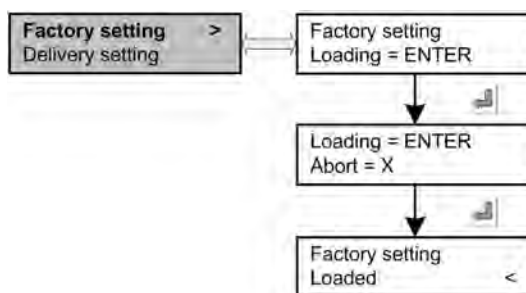 Factory setting >
Delivery setting
Factory setting
Loading = ENTER
Loading = ENTER
Abort = X
Factory setting
Loaded <